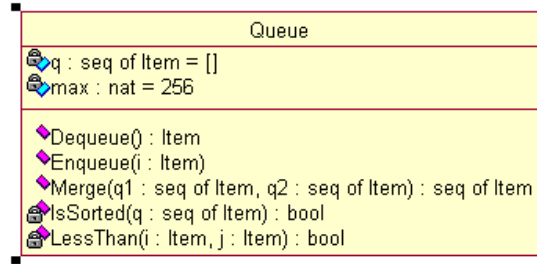 Queue
q : seq of Item = []
max : nat = 256
Dequeue() : Item
Enqueue(i : Item)
Merge(q1 : seq of Item, q2 : seq of Item) : seq of Item
IsSorted(q : seq of Item) : bool
LessThan(i : Item, j : Item) : bool